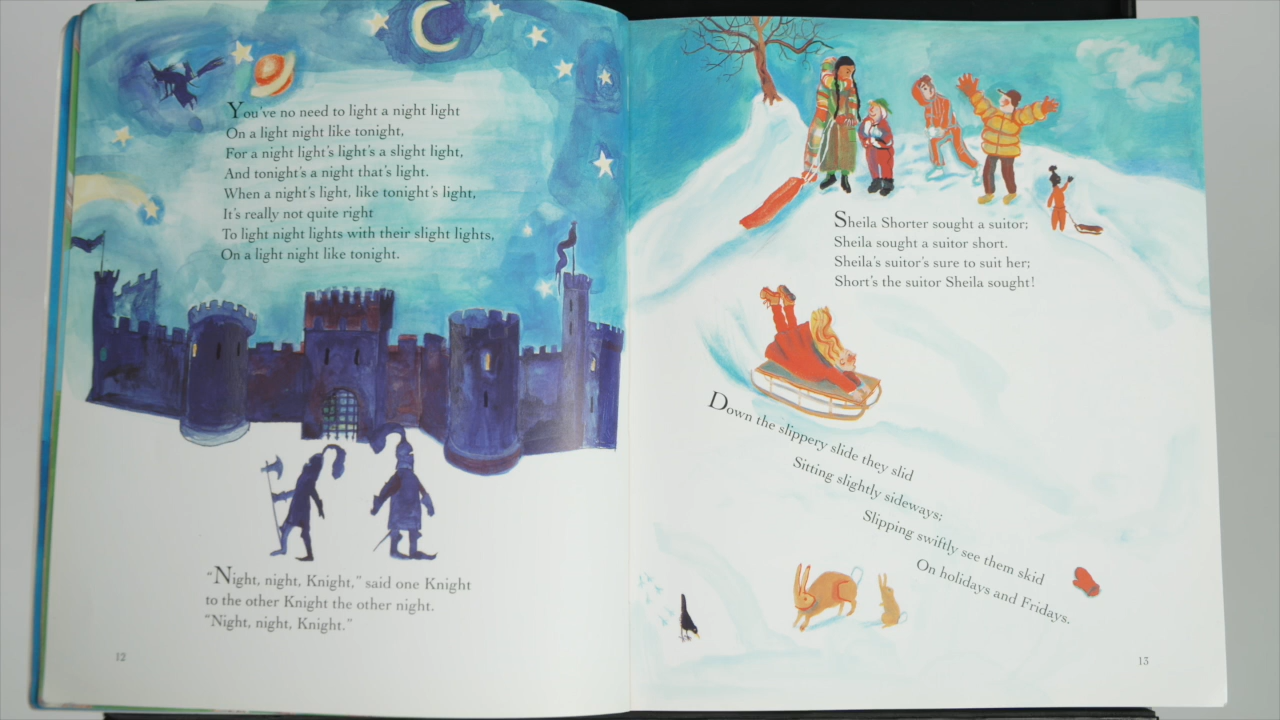 You've no need to light a night light
On a light night like tonight,
For a night light's light's a slight light,
And tonight's a night that's light.
When a night's light, like tonight's light,
It's really not quite right
To light night lights with their slight lights,
On a light night like tonight.
"Night, night, Knight," said one Knight
to the other Knight the other night.
"Night, night, Knight."
12
Sheila Shorter sought a suitor;
Sheila sought a suitor short.
Sheila's suitor's sure to suit her;
Short's the suitor Sheila sought!
Down the slippery slide they slid
Sitting slightly sideways;
Slipping swiftly see them skid
On holidays and Fridays.
13